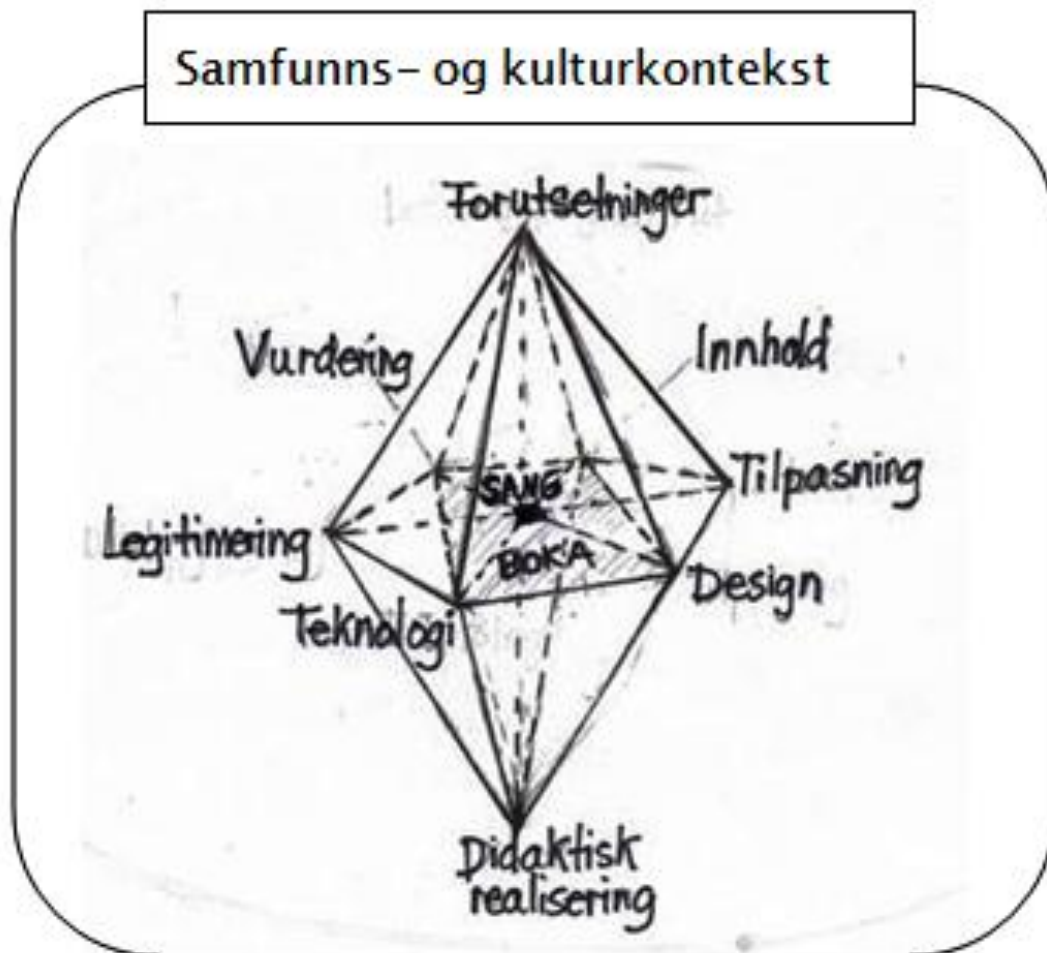 Samfunns- og kulturkontekst
Forutsetninger
Vurdering
Innhold
Tilpasning
SANG
Legitimering
BOKA
Design
Teknologi
Didaktisk
realisering